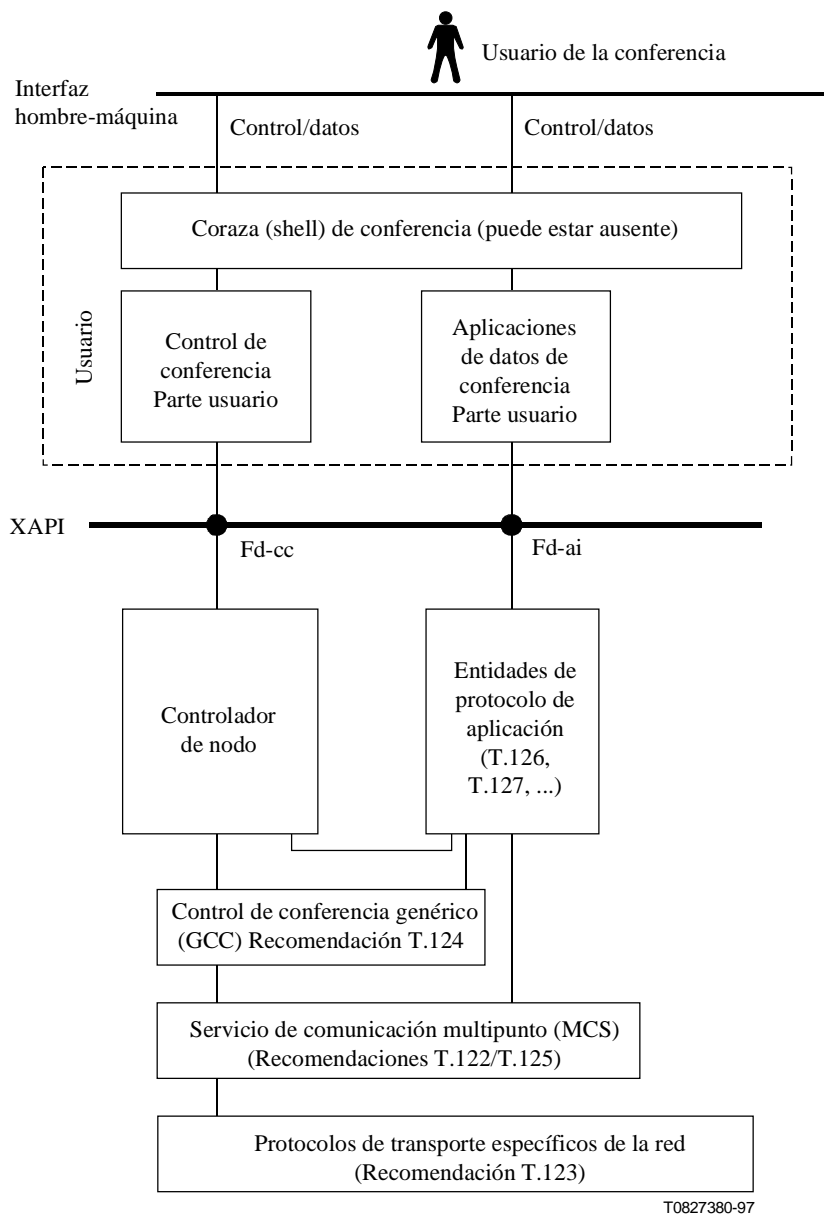 Usuario de la conferencia
Interfaz
hombre-máquina
Control/datos
Control/datos
Coraza (shell) de conferencia (puede estar ausente)
Usuario
Control de
conferencia
Parte usuario
Aplicaciones
de datos de
conferencia
Parte usuario
XAPI
Fd-cc
Fd-ai
Controlador
de nodo
Entidades de
protocolo de
aplicación
(T.126,
T.127, ...)
Control de conferencia genérico
(GCC) Recomendación T.124
Servicio de comunicación multipunto (MCS)
(Recomendaciones T.122/T.125)
Protocolos de transporte específicos de la red
(Recomendación T.123)
T0827380-97